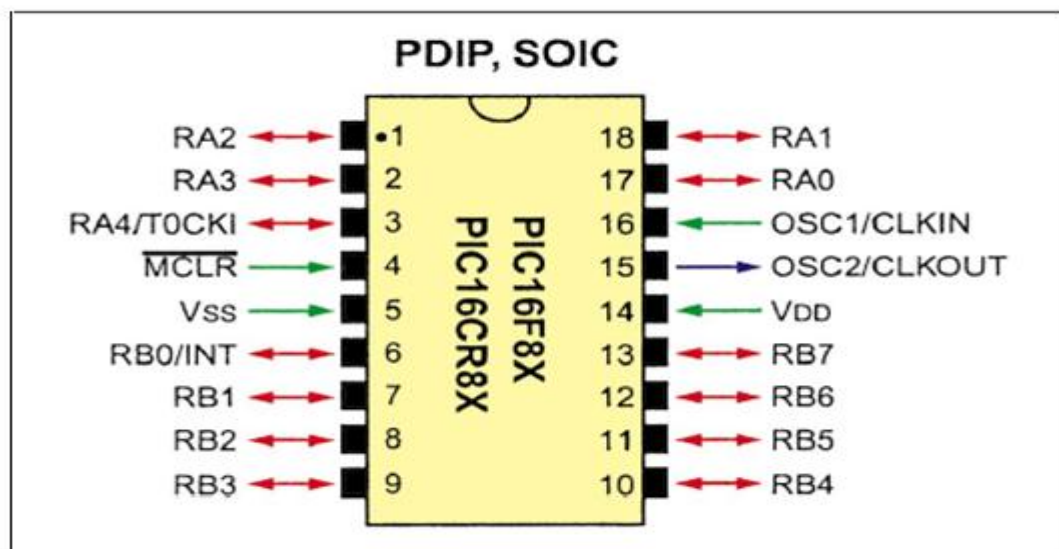 PDIP, SOIC
RA2 1 18 RA1
RA3 2 17 RA0
RA4/T0CKI 3 16 OSC1/CLKIN
MCLR 4 15 OSC2/CLKOUT
VSS 5 14 VDD
RB0/INT 6 13 RB7
RB1 7 12 RB6
RB2 8 11 RB5
RB3 9 10 RB4
PIC16F8X
PIC16CR8X